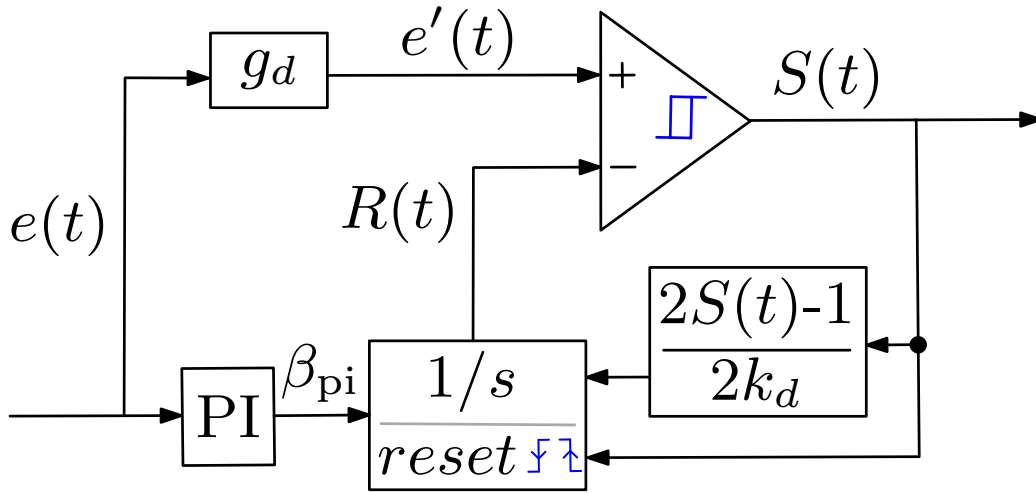 g_d
e'(t)
+
S(t)
−
e(t)
R(t)
2S(t)-1
2k_d
PI
β_pi
1/s
reset